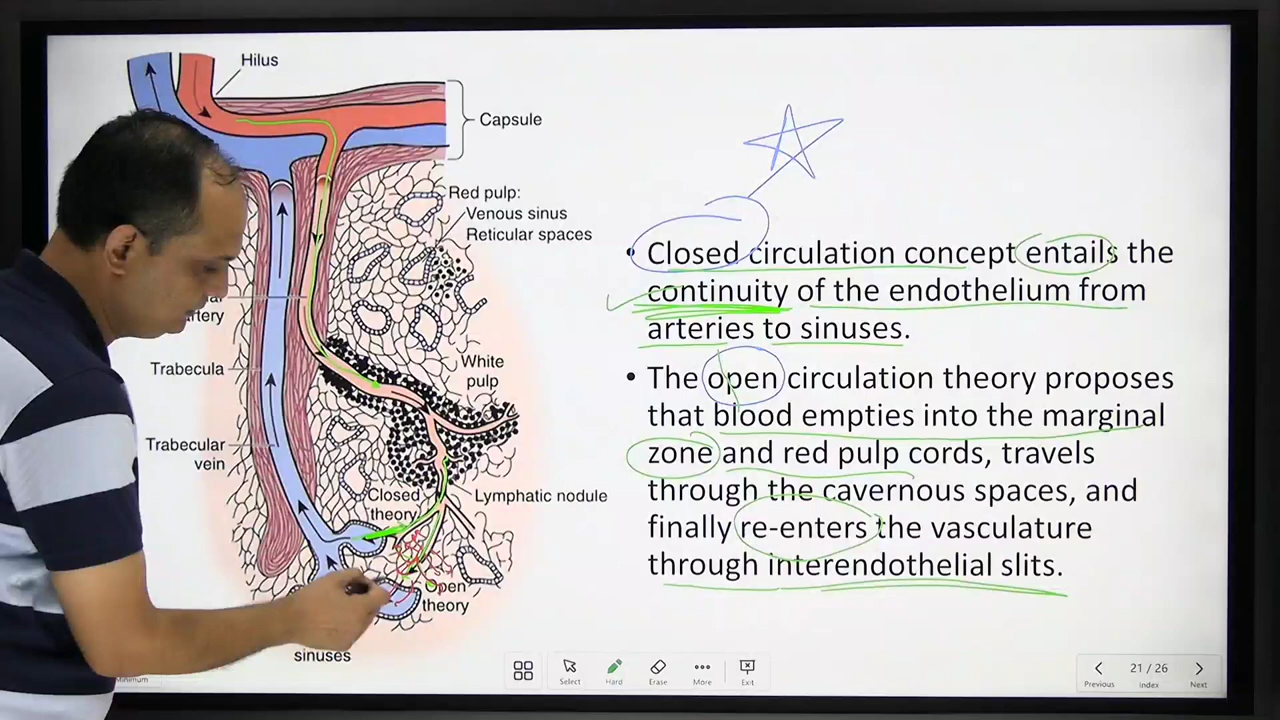 Hilus
Capsule
Red pulp:
Venous sinus
Reticular spaces
Trabecula
White
pulp
Trabecular
vein
Closed
theory
Lymphatic nodule
Open
theory
sinuses
• Closed circulation concept entails the
continuity of the endothelium from
arteries to sinuses.
• The open circulation theory proposes
that blood empties into the marginal
zone and red pulp cords, travels
through the cavernous spaces, and
finally re-enters the vasculature
through interendothelial slits.
Select
Hard
Erase
More
Exit
Previous
21 / 26
Index
Next